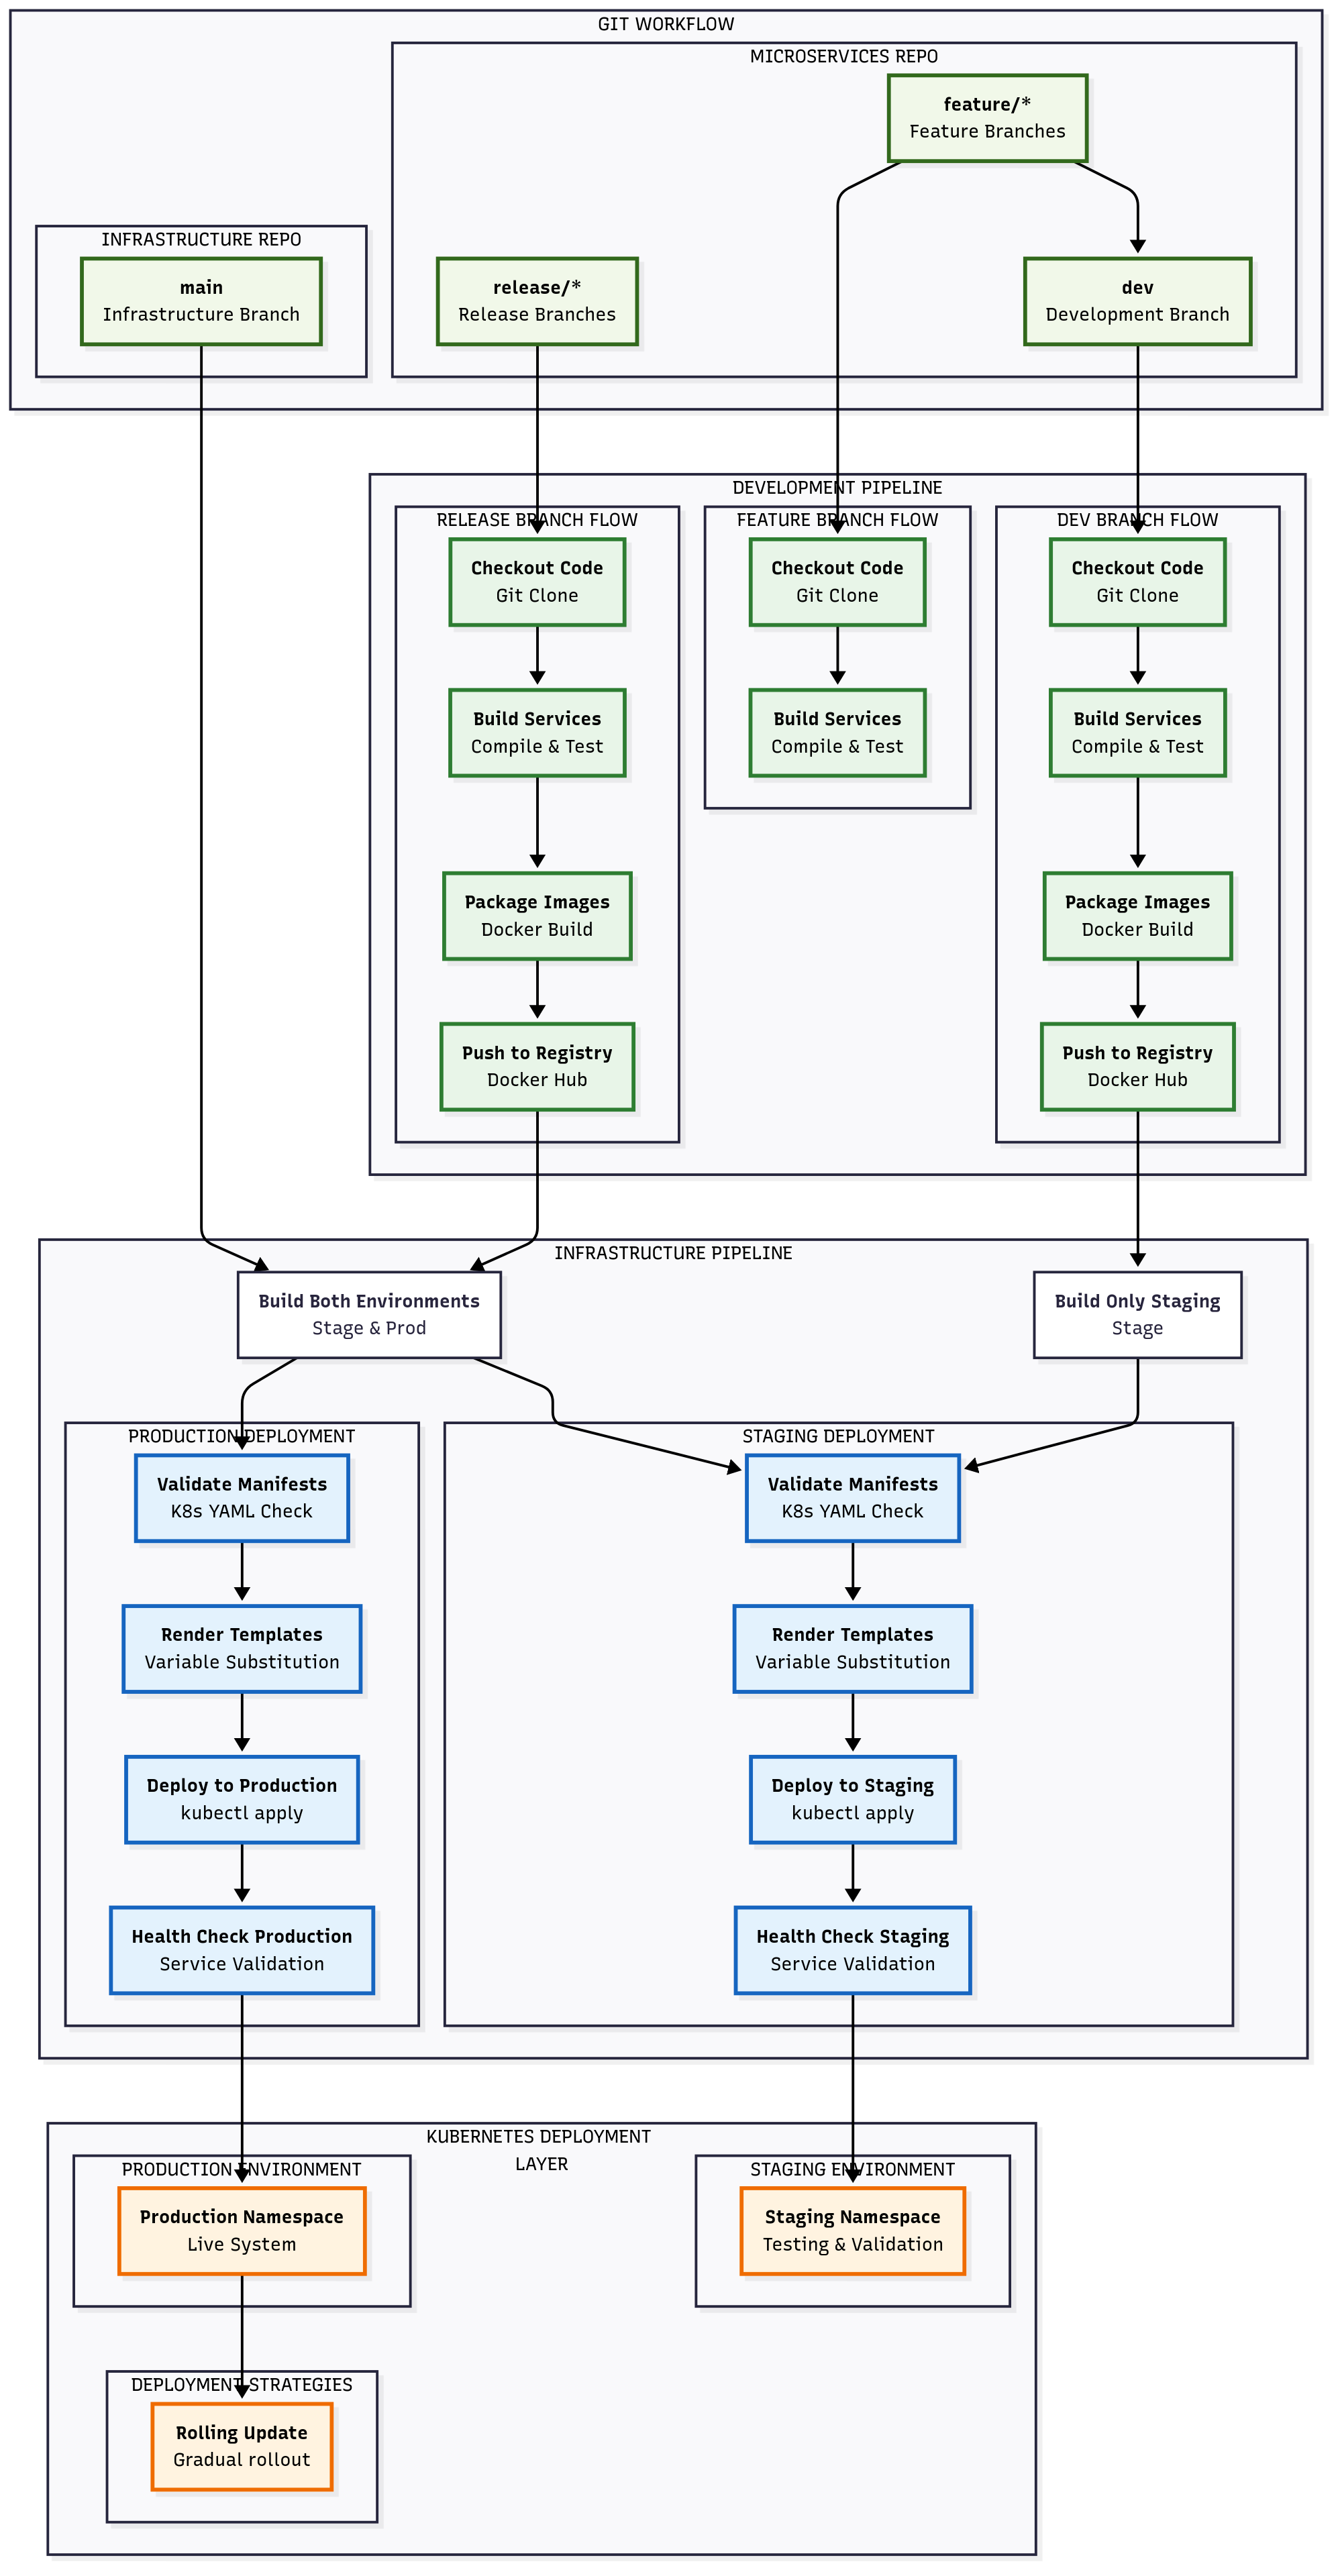 GIT WORKFLOW
MICROSERVICES REPO
feature/*
Feature Branches
INFRASTRUCTURE REPO
main
Infrastructure Branch
release/*
Release Branches
dev
Development Branch
DEVELOPMENT PIPELINE
RELEASE BRANCH FLOW
Checkout Code
Git Clone
Build Services
Compile & Test
Package Images
Docker Build
Push to Registry
Docker Hub
FEATURE BRANCH FLOW
Checkout Code
Git Clone
Build Services
Compile & Test
DEV BRANCH FLOW
Checkout Code
Git Clone
Build Services
Compile & Test
Package Images
Docker Build
Push to Registry
Docker Hub
INFRASTRUCTURE PIPELINE
Build Both Environments
Stage & Prod
Build Only Staging
Stage
PRODUCTION DEPLOYMENT
Validate Manifests
K8s YAML Check
Render Templates
Variable Substitution
Deploy to Production
kubectl apply
Health Check Production
Service Validation
STAGING DEPLOYMENT
Validate Manifests
K8s YAML Check
Render Templates
Variable Substitution
Deploy to Staging
kubectl apply
Health Check Staging
Service Validation
KUBERNETES DEPLOYMENT
LAYER
PRODUCTION ENVIRONMENT
Production Namespace
Live System
STAGING ENVIRONMENT
Staging Namespace
Testing & Validation
DEPLOYMENT STRATEGIES
Rolling Update
Gradual rollout